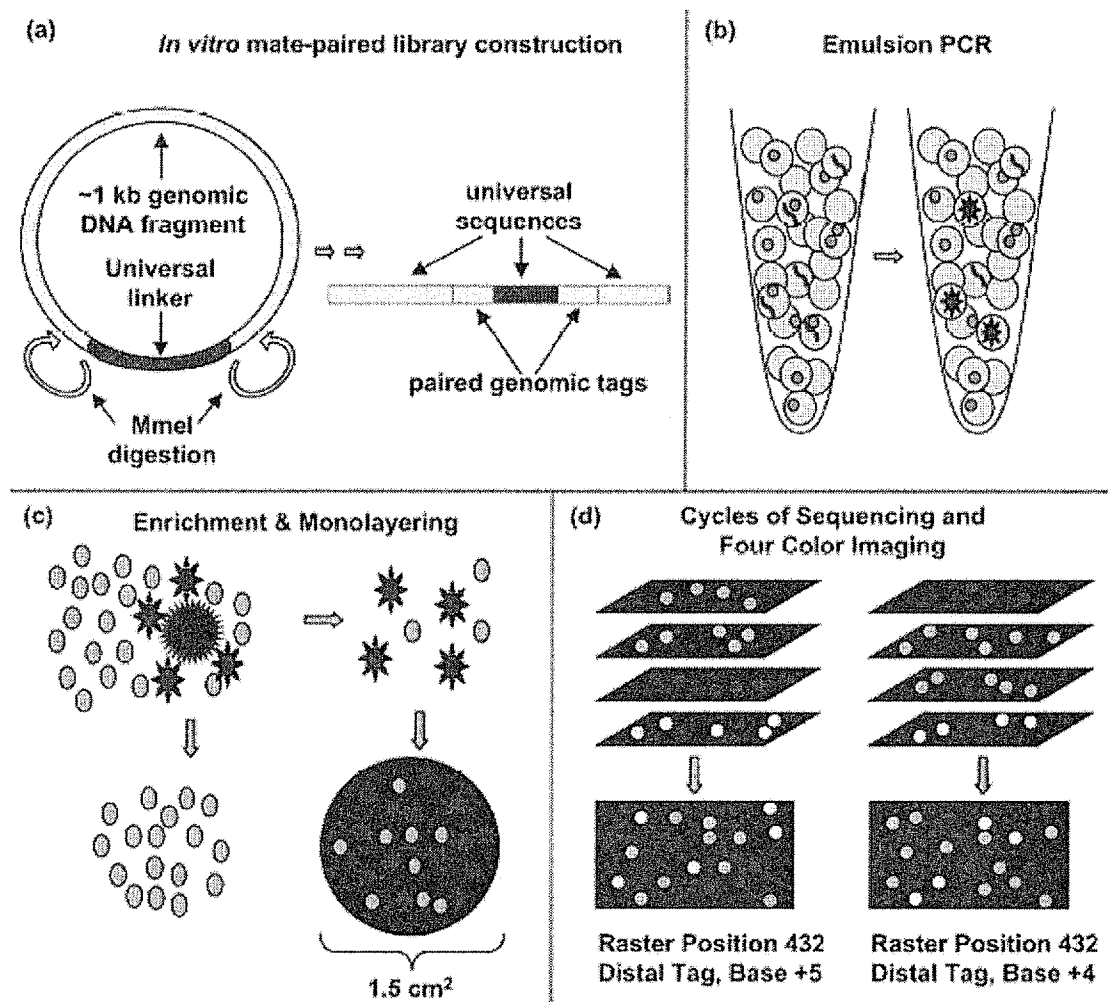 (a)
In vitro mate-paired library construction
~1 kb genomic
DNA fragment
Universal
linker
MmeI
digestion
universal
sequences
paired genomic tags
(b)
Emulsion PCR
(c)
Enrichment & Monolayering
1.5 cm²
(d)
Cycles of Sequencing and
Four Color Imaging
Raster Position 432
Distal Tag, Base +5
Raster Position 432
Distal Tag, Base +4